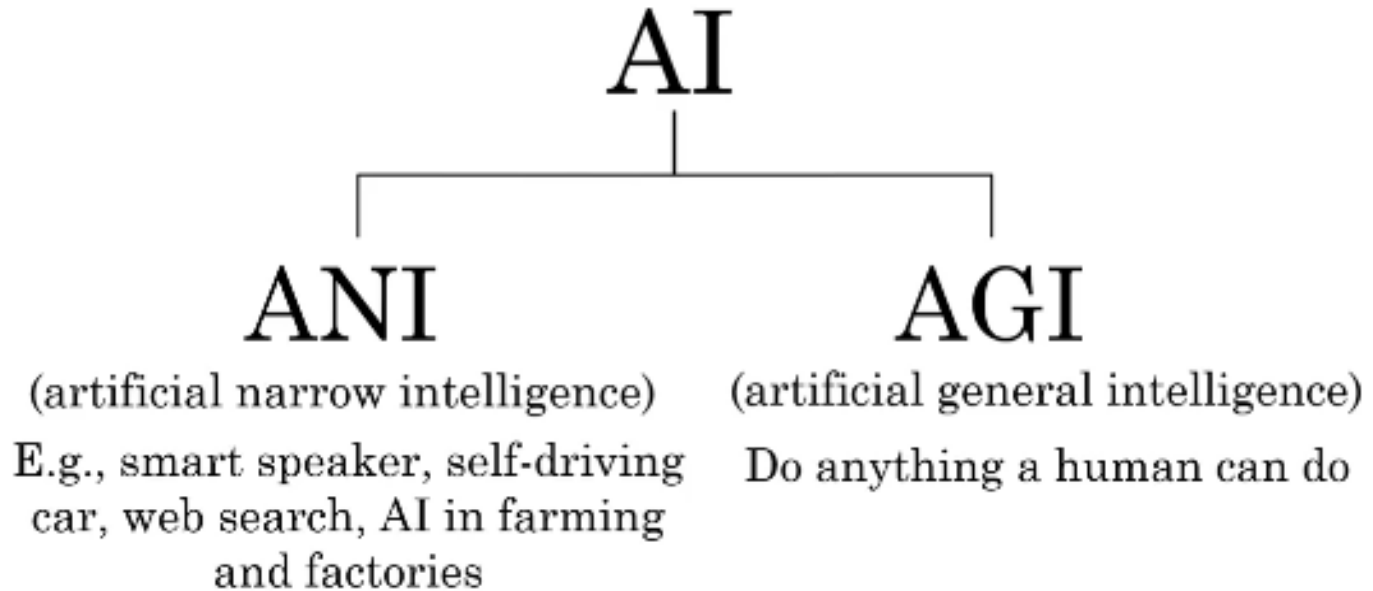 AI
ANI
(artificial narrow intelligence)
E.g., smart speaker, self-driving
car, web search, AI in farming
and factories
AGI
(artificial general intelligence)
Do anything a human can do